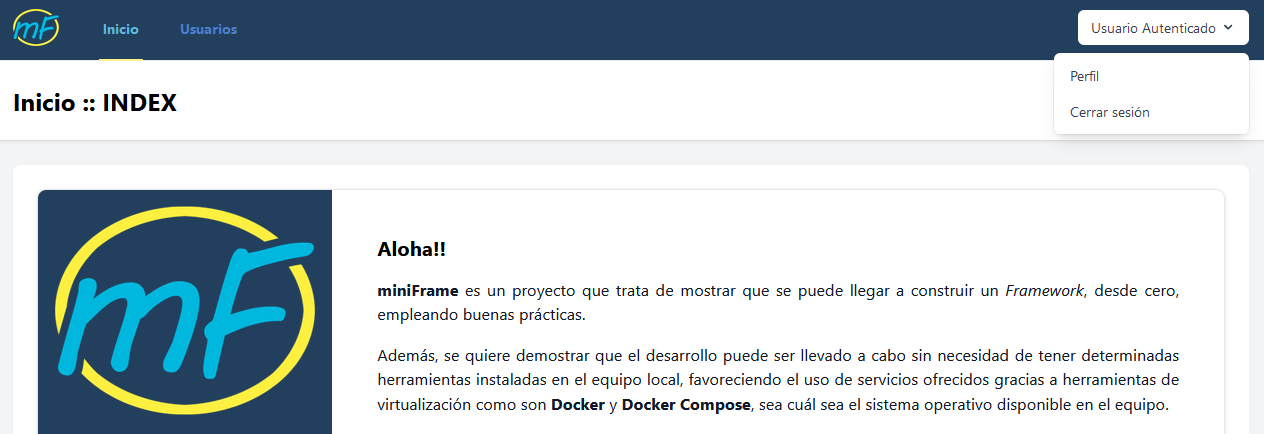 mF
Inicio
Usuarios
Usuario Autenticado
Perfil
Cerrar sesión
Inicio :: INDEX
mF
Aloha!!
miniFrame es un proyecto que trata de mostrar que se puede llegar a construir un Framework, desde cero,
empleando buenas prácticas.
Además, se quiere demostrar que el desarrollo puede ser llevado a cabo sin necesidad de tener determinadas
herramientas instaladas en el equipo local, favoreciendo el uso de servicios ofrecidos gracias a herramientas de
virtualización como son Docker y Docker Compose, sea cuál sea el sistema operativo disponible en el equipo.